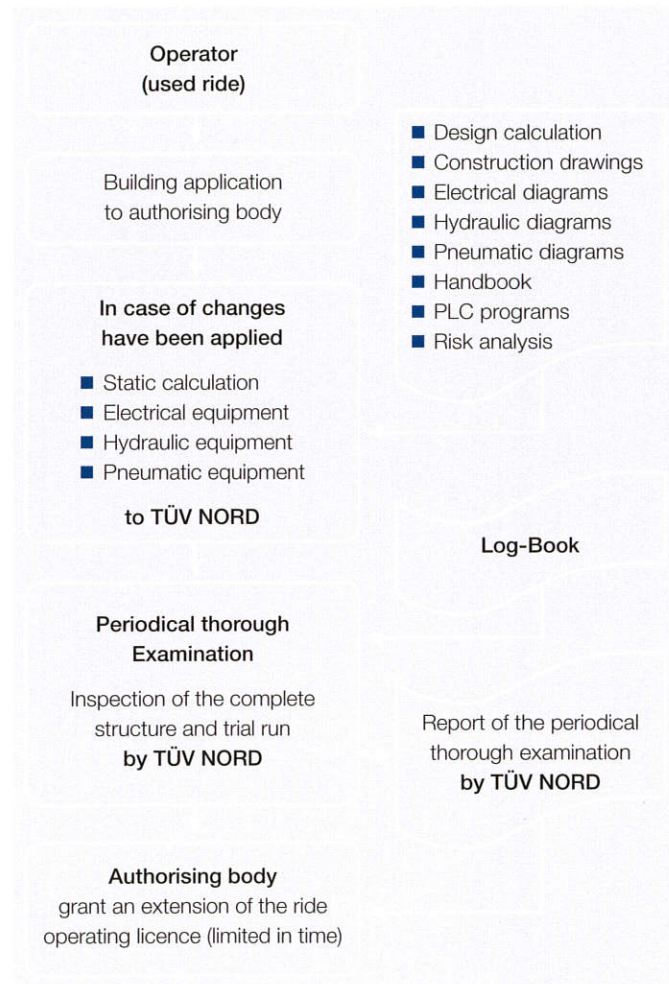 Operator
(used ride)
Building application
to authorising body
■ Design calculation
■ Construction drawings
■ Electrical diagrams
■ Hydraulic diagrams
■ Pneumatic diagrams
■ Handbook
■ PLC programs
■ Risk analysis
In case of changes
have been applied
■ Static calculation
■ Electrical equipment
■ Hydraulic equipment
■ Pneumatic equipment
to TÜV NORD
Log-Book
Periodical thorough
Examination
Inspection of the complete
structure and trial run
by TÜV NORD
Report of the periodical
thorough examination
by TÜV NORD
Authorising body
grant an extension of the ride
operating licence (limited in time)